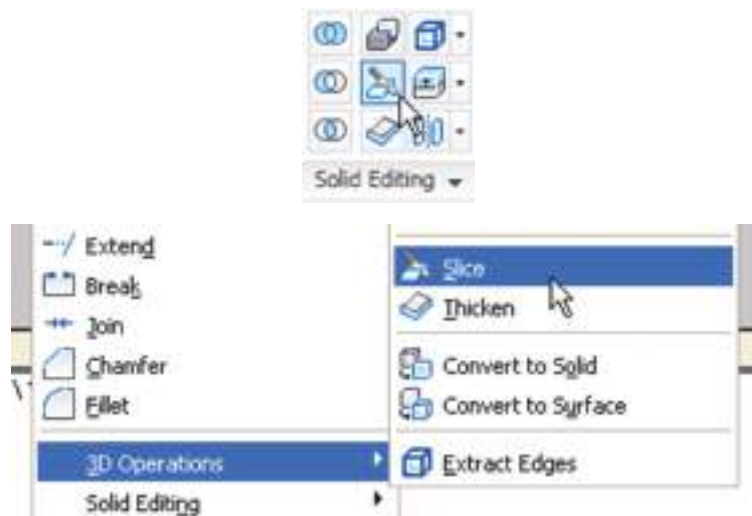 Solid Editing
Extend
Break
Join
Chamfer
Fillet
3D Operations
Solid Editing
Slice
Thicken
Convert to Solid
Convert to Surface
Extract Edges